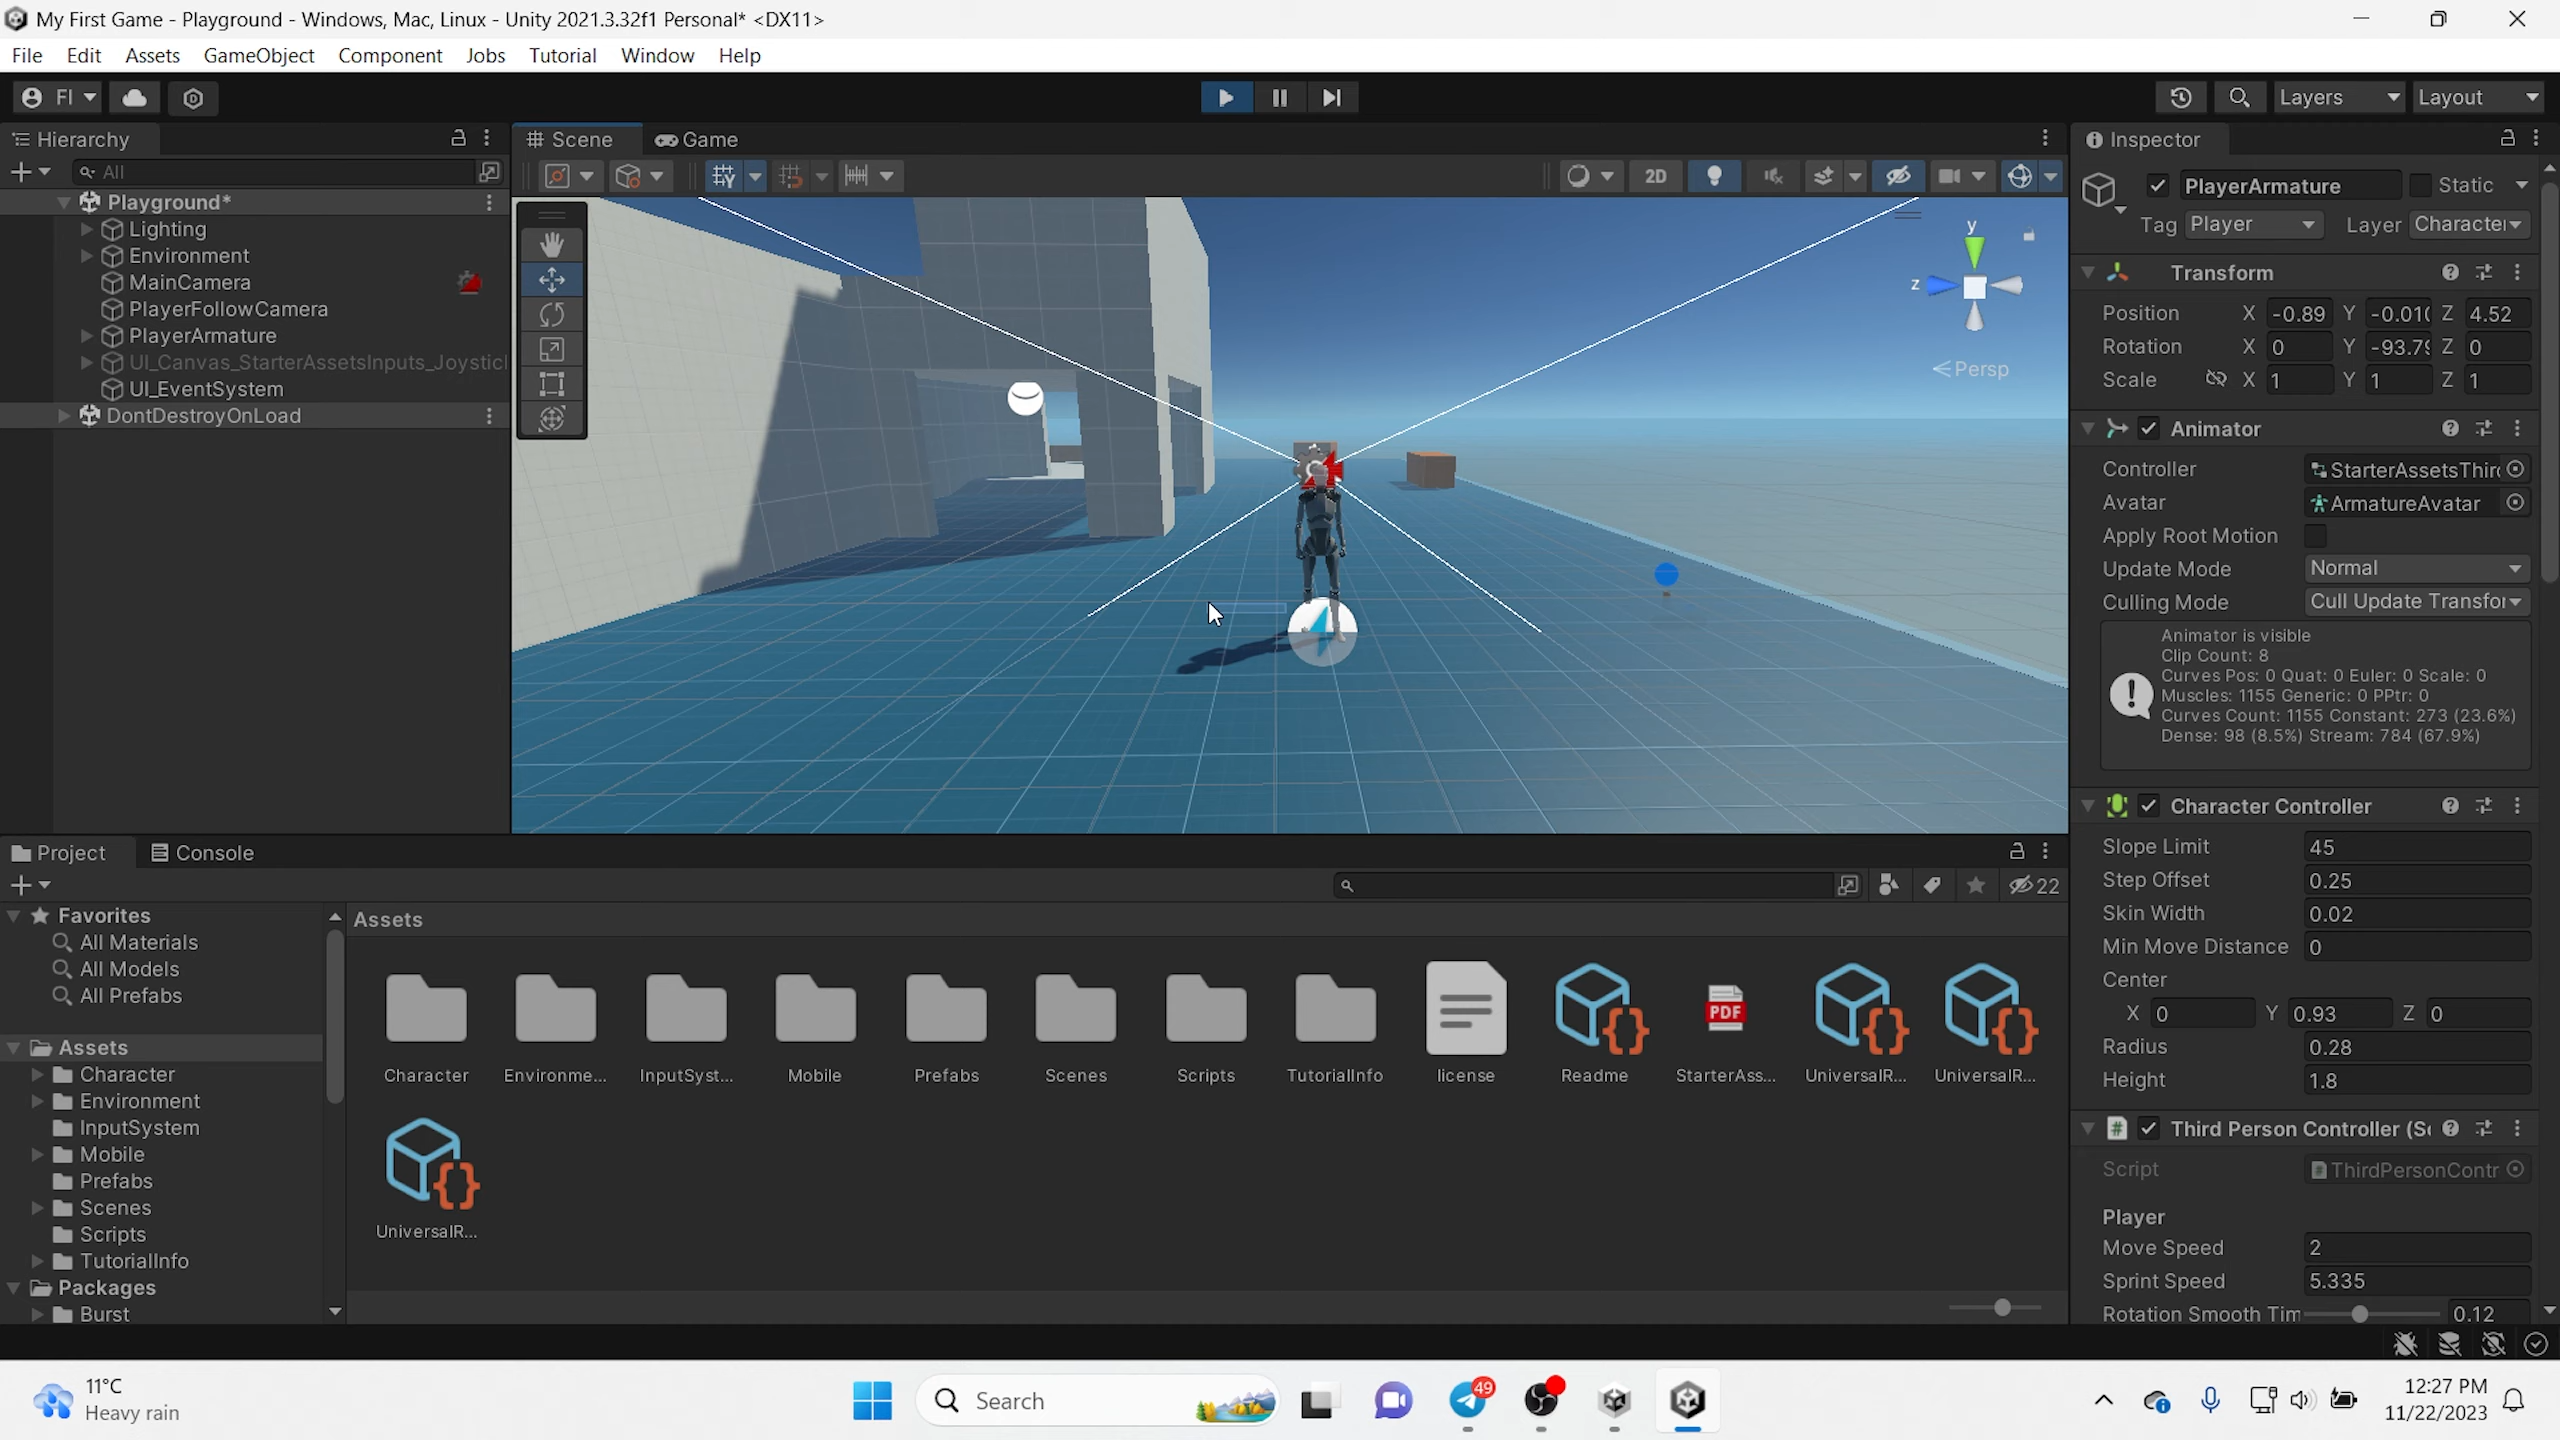 My First Game - Playground - Windows, Mac, Linux - Unity 2021.3.32f1 Personal* <DX11>
File Edit Assets GameObject Component Jobs Tutorial Window Help
FI
Layers Layout
Hierarchy
All
Playground*
Lighting
Environment
MainCamera
PlayerFollowCamera
PlayerArmature
UI_Canvas_StarterAssetsInputs_Joystic
UI_EventSystem
DontDestroyOnLoad
Scene Game
2D
y
z
Persp
Inspector
PlayerArmature Static
Tag Player Layer Character
Transform
Position X -0.89 Y -0.010 Z 4.52
Rotation X 0 Y -93.79 Z 0
Scale X 1 Y 1 Z 1
Animator
Controller StarterAssetsThir
Avatar ArmatureAvatar
Apply Root Motion
Update Mode Normal
Culling Mode Cull Update Transfor
Animator is visible
Clip Count: 8
Curves Pos: 0 Quat: 0 Euler: 0 Scale: 0
Muscles: 1155 Generic: 0 PPtr: 0
Curves Count: 1155 Constant: 273 (23.6%)
Dense: 98 (8.5%) Stream: 784 (67.9%)
Character Controller
Slope Limit 45
Step Offset 0.25
Skin Width 0.02
Min Move Distance 0
Center
X 0 Y 0.93 Z 0
Radius 0.28
Height 1.8
Third Person Controller (S
Script ThirdPersonContr
Player
Move Speed 2
Sprint Speed 5.335
Rotation Smooth Tim 0.12
Project Console
22
Favorites
All Materials
All Models
All Prefabs
Assets
Character
Environment
InputSystem
Mobile
Prefabs
Scenes
Scripts
TutorialInfo
Packages
Burst
Assets
Character Environme... InputSyst... Mobile Prefabs Scenes Scripts TutorialInfo license Readme StarterAss... UniversalR... UniversalR...
PDF
UniversalR...
11°C
Heavy rain
Search
49
12:27 PM
11/22/2023